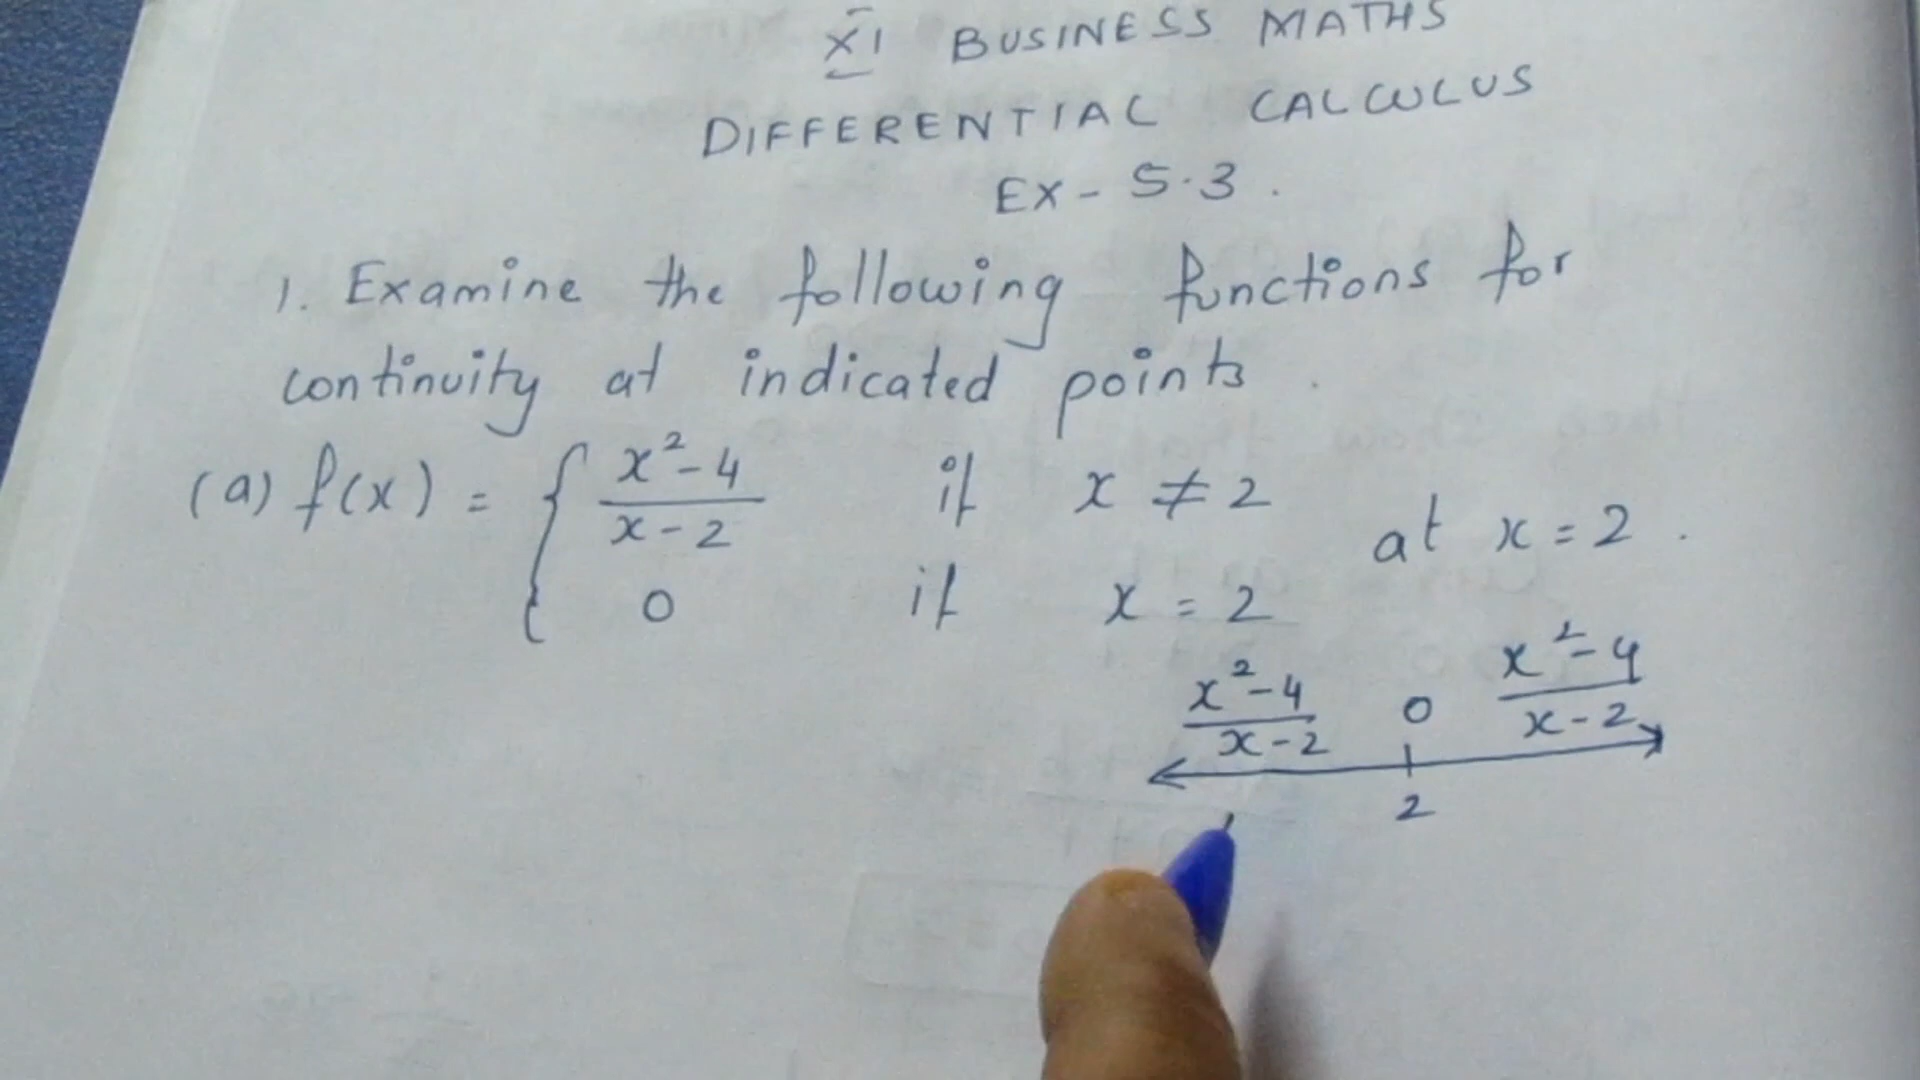 XI BUSINESS MATHS
DIFFERENTIAL CALCULUS
EX - 5.3.
1. Examine the following functions for
continuity at indicated points.
(a) f(x) = { (x²-4)/(x-2) if x ≠ 2
0 if x = 2
at x = 2.
(x²-4)/(x-2) 0 (x²-4)/(x-2)
2